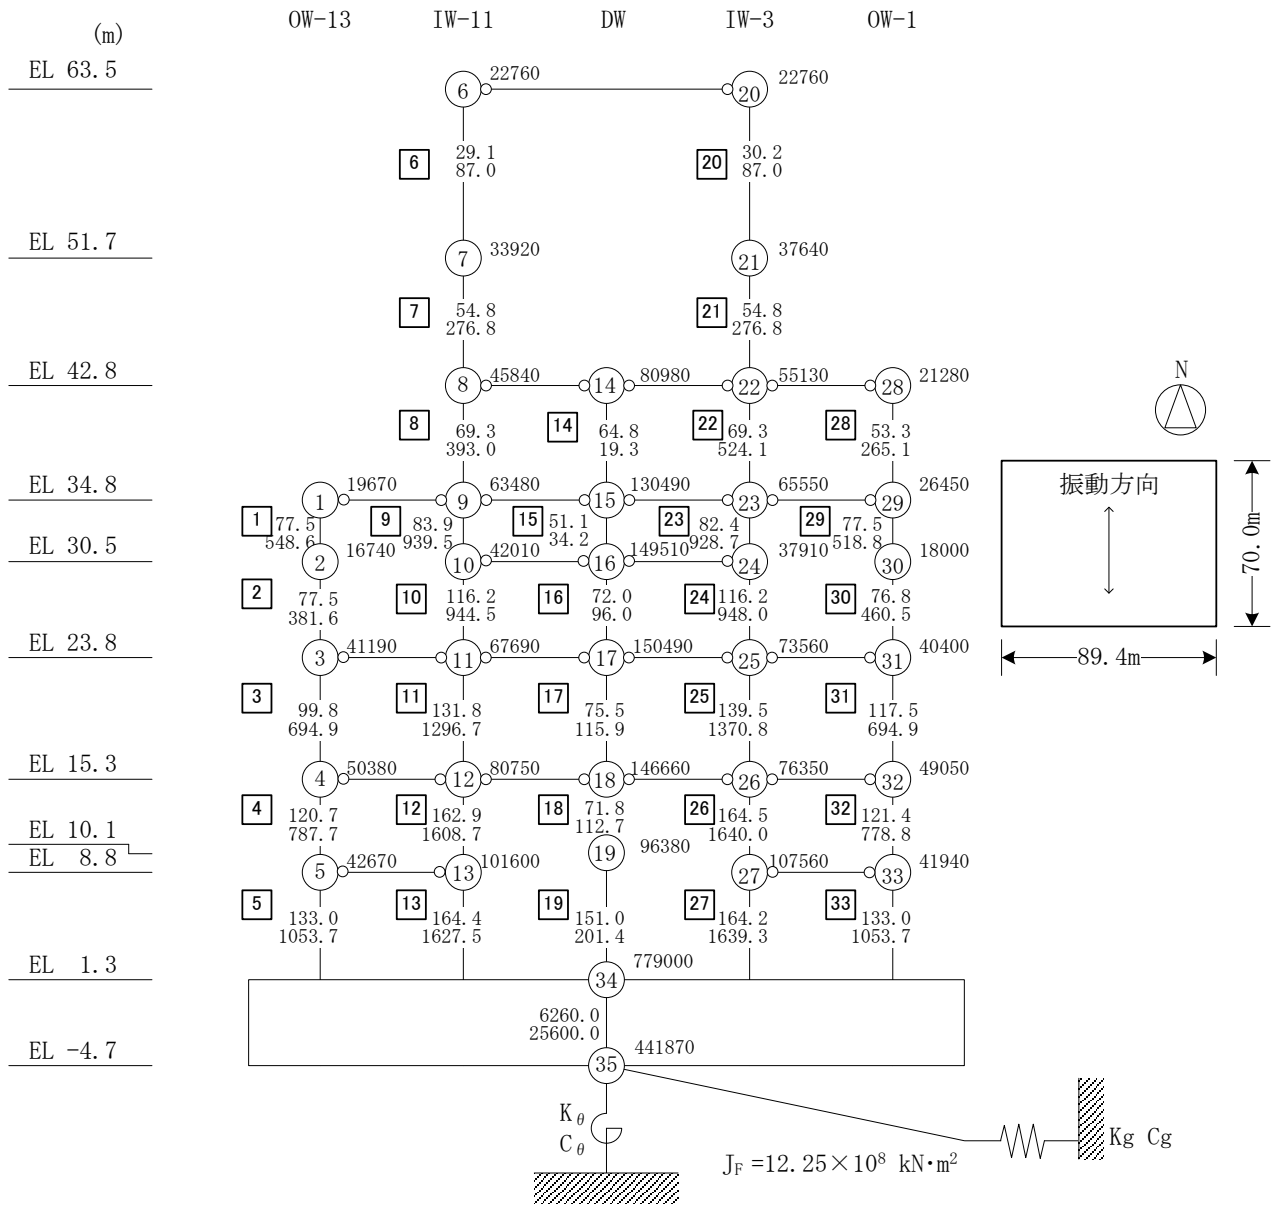 OW-13 IW-11 DW IW-3 OW-1
(m)
EL 63.5
6 22760 20 22760
6 29.1 20 30.2
87.0 87.0
EL 51.7
7 33920 21 37640
7 54.8 21 54.8
276.8 276.8
EL 42.8
8 45840 14 80980 22 55130 28 21280
8 69.3 14 64.8 22 69.3 28 53.3
393.0 19.3 524.1 265.1
EL 34.8
1 19670 9 63480 15 130490 23 65550 29 26450
1 77.5 9 83.9 15 51.1 23 82.4 29 77.5
548.6 939.5 34.2 928.7 518.8
EL 30.5
2 16740 10 42010 16 149510 24 37910 30 18000
2 77.5 10 116.2 16 72.0 24 116.2 30 76.8
381.6 944.5 96.0 948.0 460.5
EL 23.8
3 41190 11 67690 17 150490 25 73560 31 40400
3 99.8 11 131.8 17 75.5 25 139.5 31 117.5
694.9 1296.7 115.9 1370.8 694.9
EL 15.3
4 50380 12 80750 18 146660 26 76350 32 49050
4 120.7 12 162.9 18 71.8 26 164.5 32 121.4
787.7 1608.7 112.7 1640.0 778.8
EL 10.1
19 96380
EL 8.8
5 42670 13 101600 27 107560 33 41940
5 133.0 13 164.4 19 151.0 27 164.2 33 133.0
1053.7 1627.5 201.4 1639.3 1053.7
EL 1.3
34 779000
6260.0
25600.0
EL -4.7
35 441870
Kθ
Cθ
Kg Cg
JF =12.25×10⁸ kN・m²
N
振動方向
70.0m
89.4m